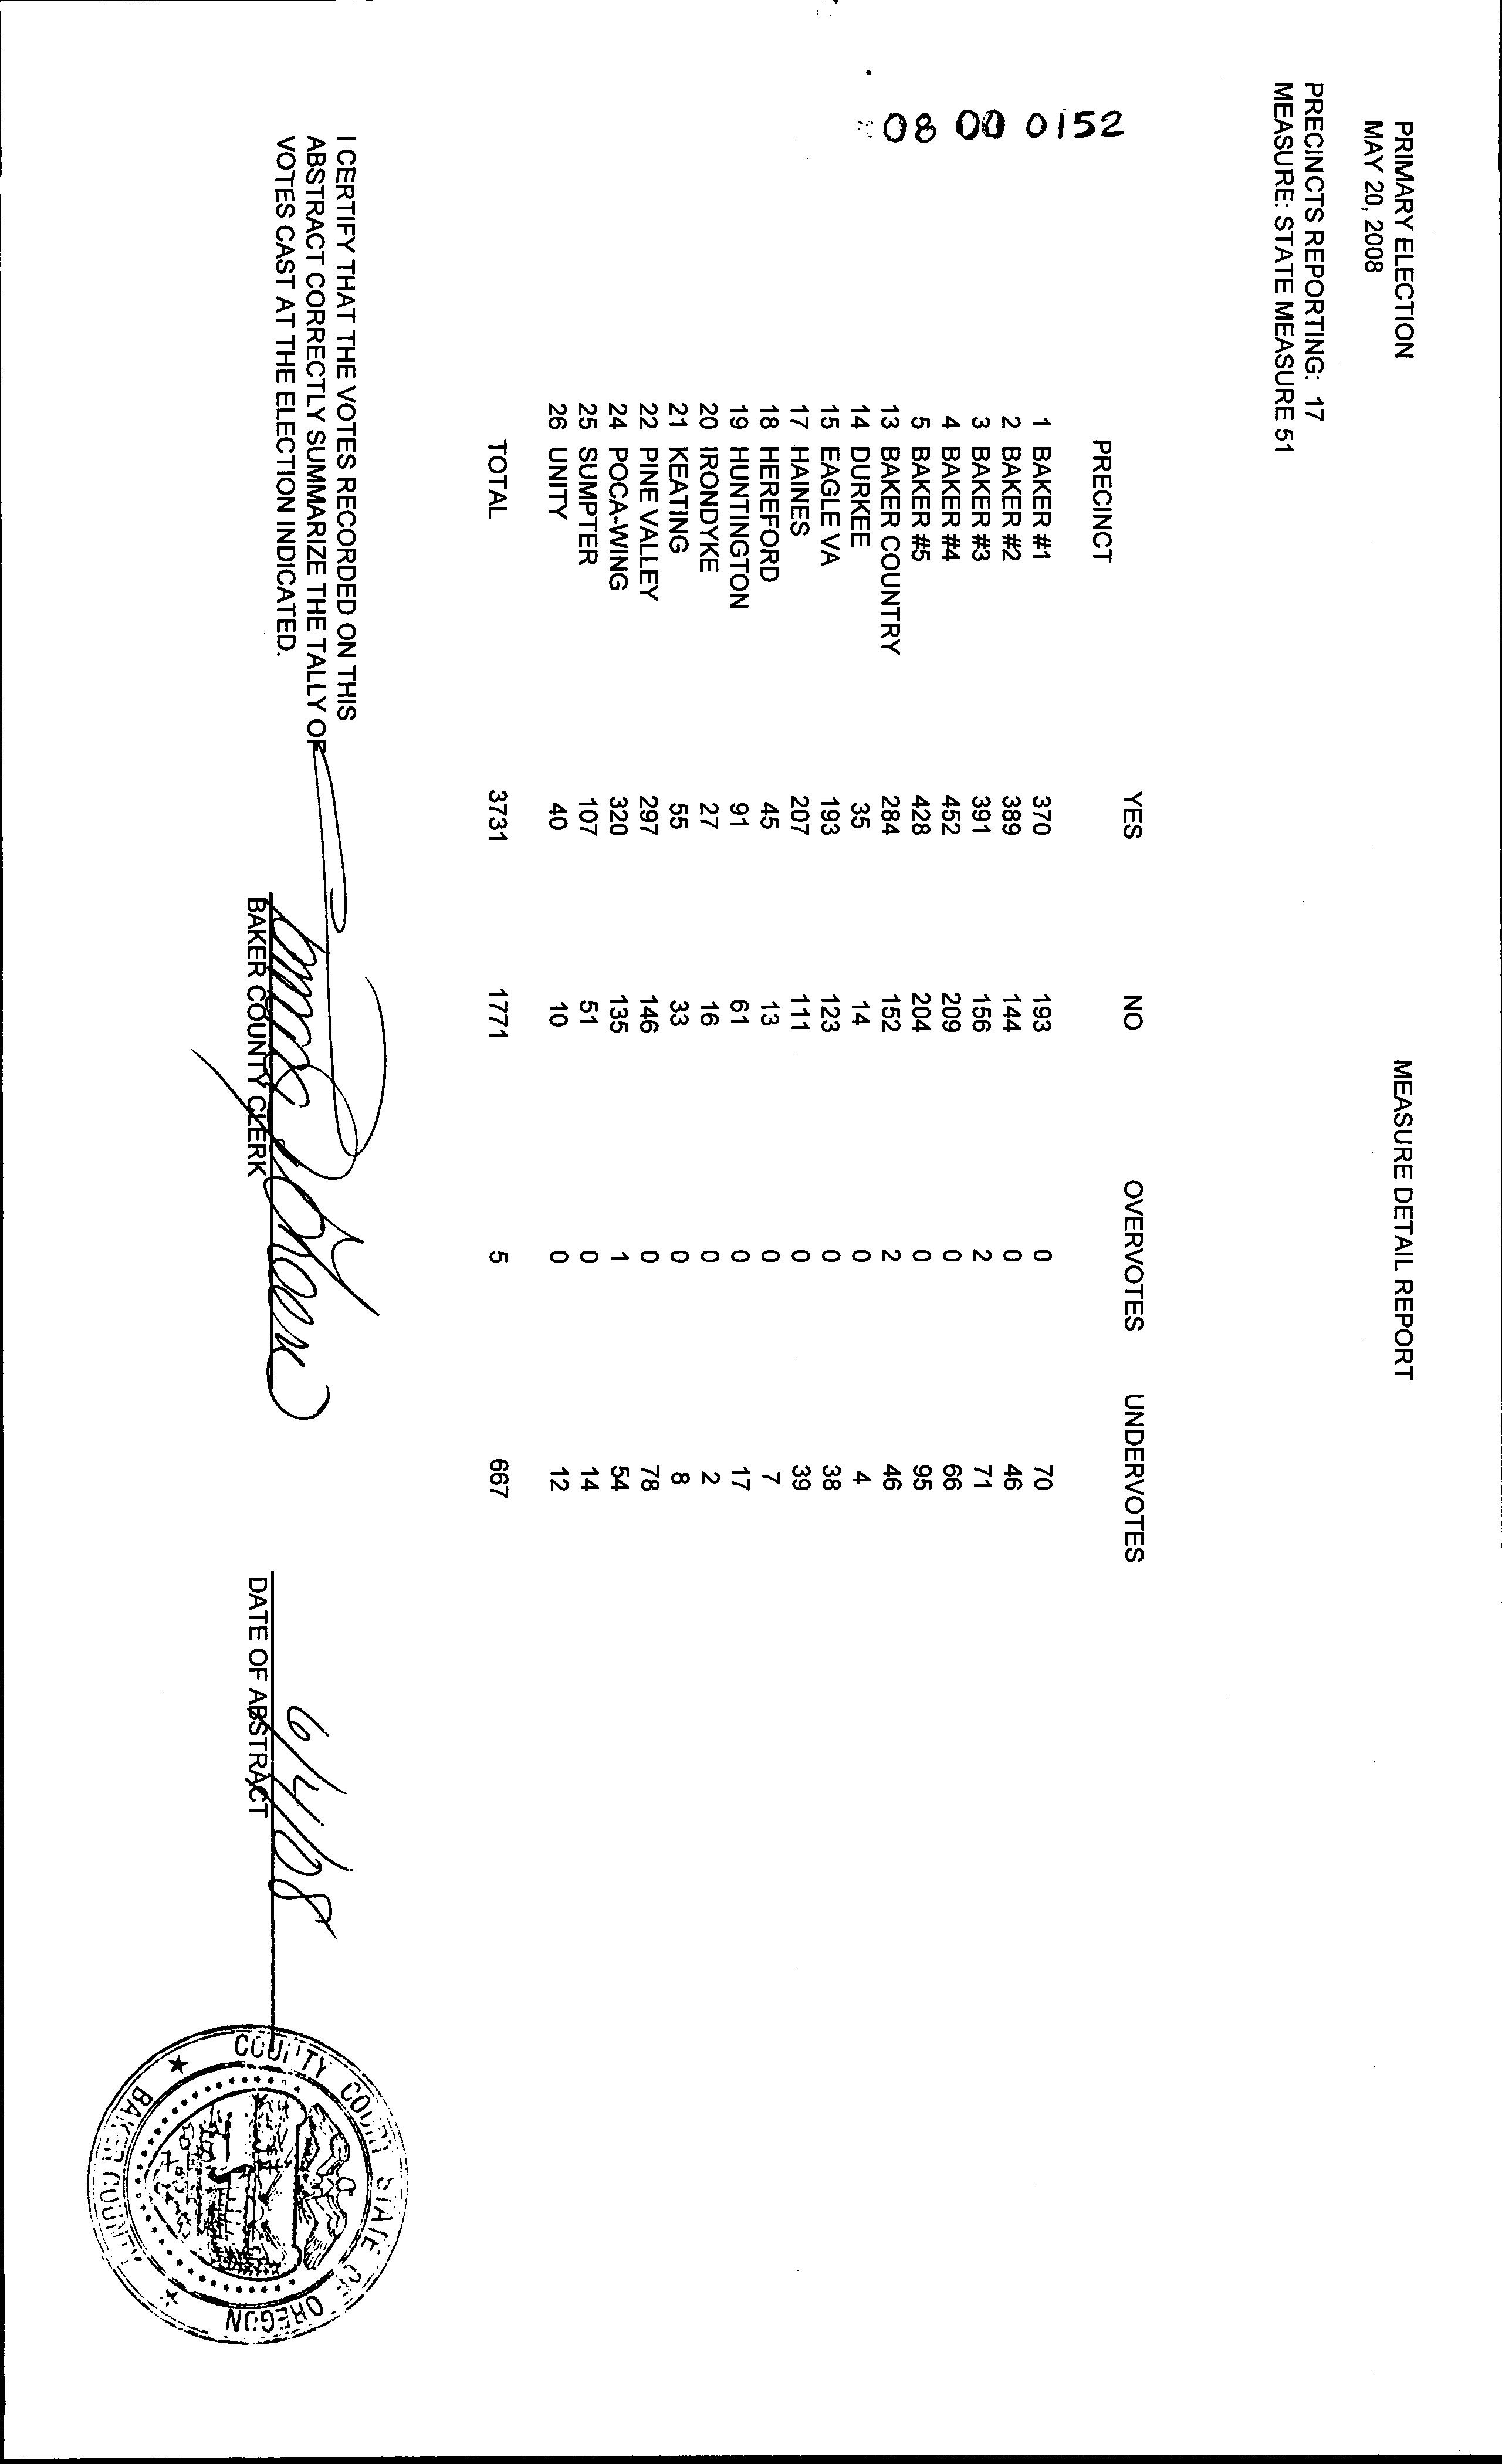 PRIMARY ELECTION MEASURE DETAIL REPORT
MAY 20, 2008
PRECINCTS REPORTING: 17
MEASURE: STATE MEASURE 51
08 00 0152
PRECINCT YES NO OVERVOTES UNDERVOTES
1 BAKER #1 370 193 0 70
2 BAKER #2 389 144 0 46
3 BAKER #3 391 156 2 71
4 BAKER #4 452 209 0 66
5 BAKER #5 428 204 0 95
13 BAKER COUNTRY 284 152 2 46
14 DURKEE 35 14 0 4
15 EAGLE VA 193 123 0 38
17 HAINES 207 111 0 39
18 HEREFORD 45 13 0 7
19 HUNTINGTON 91 61 0 17
20 IRONDYKE 27 16 0 2
21 KEATING 55 33 0 8
22 PINE VALLEY 297 146 0 78
24 POCA-WING 320 135 1 54
25 SUMPTER 107 51 0 14
26 UNITY 40 10 0 12
TOTAL 3731 1771 5 667
I CERTIFY THAT THE VOTES RECORDED ON THIS
ABSTRACT CORRECTLY SUMMARIZE THE TALLY OF
VOTES CAST AT THE ELECTION INDICATED.
6/4/08
BAKER COUNTY CLERK DATE OF ABSTRACT
COUNTY COURT STATE OF OREGON
BAKER COUNTY